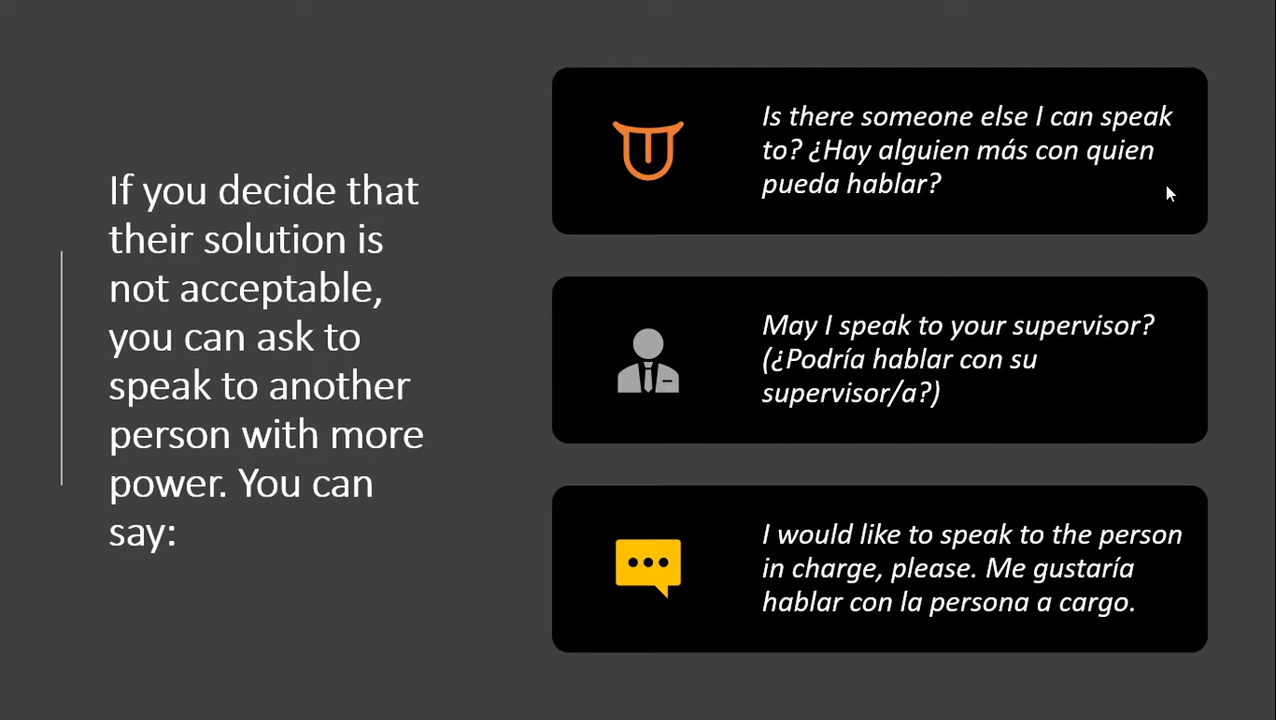 If you decide that
their solution is
not acceptable,
you can ask to
speak to another
person with more
power. You can
say:
Is there someone else I can speak
to? ¿Hay alguien más con quien
pueda hablar?
May I speak to your supervisor?
(¿Podría hablar con su
supervisor/a?)
I would like to speak to the person
in charge, please. Me gustaría
hablar con la persona a cargo.